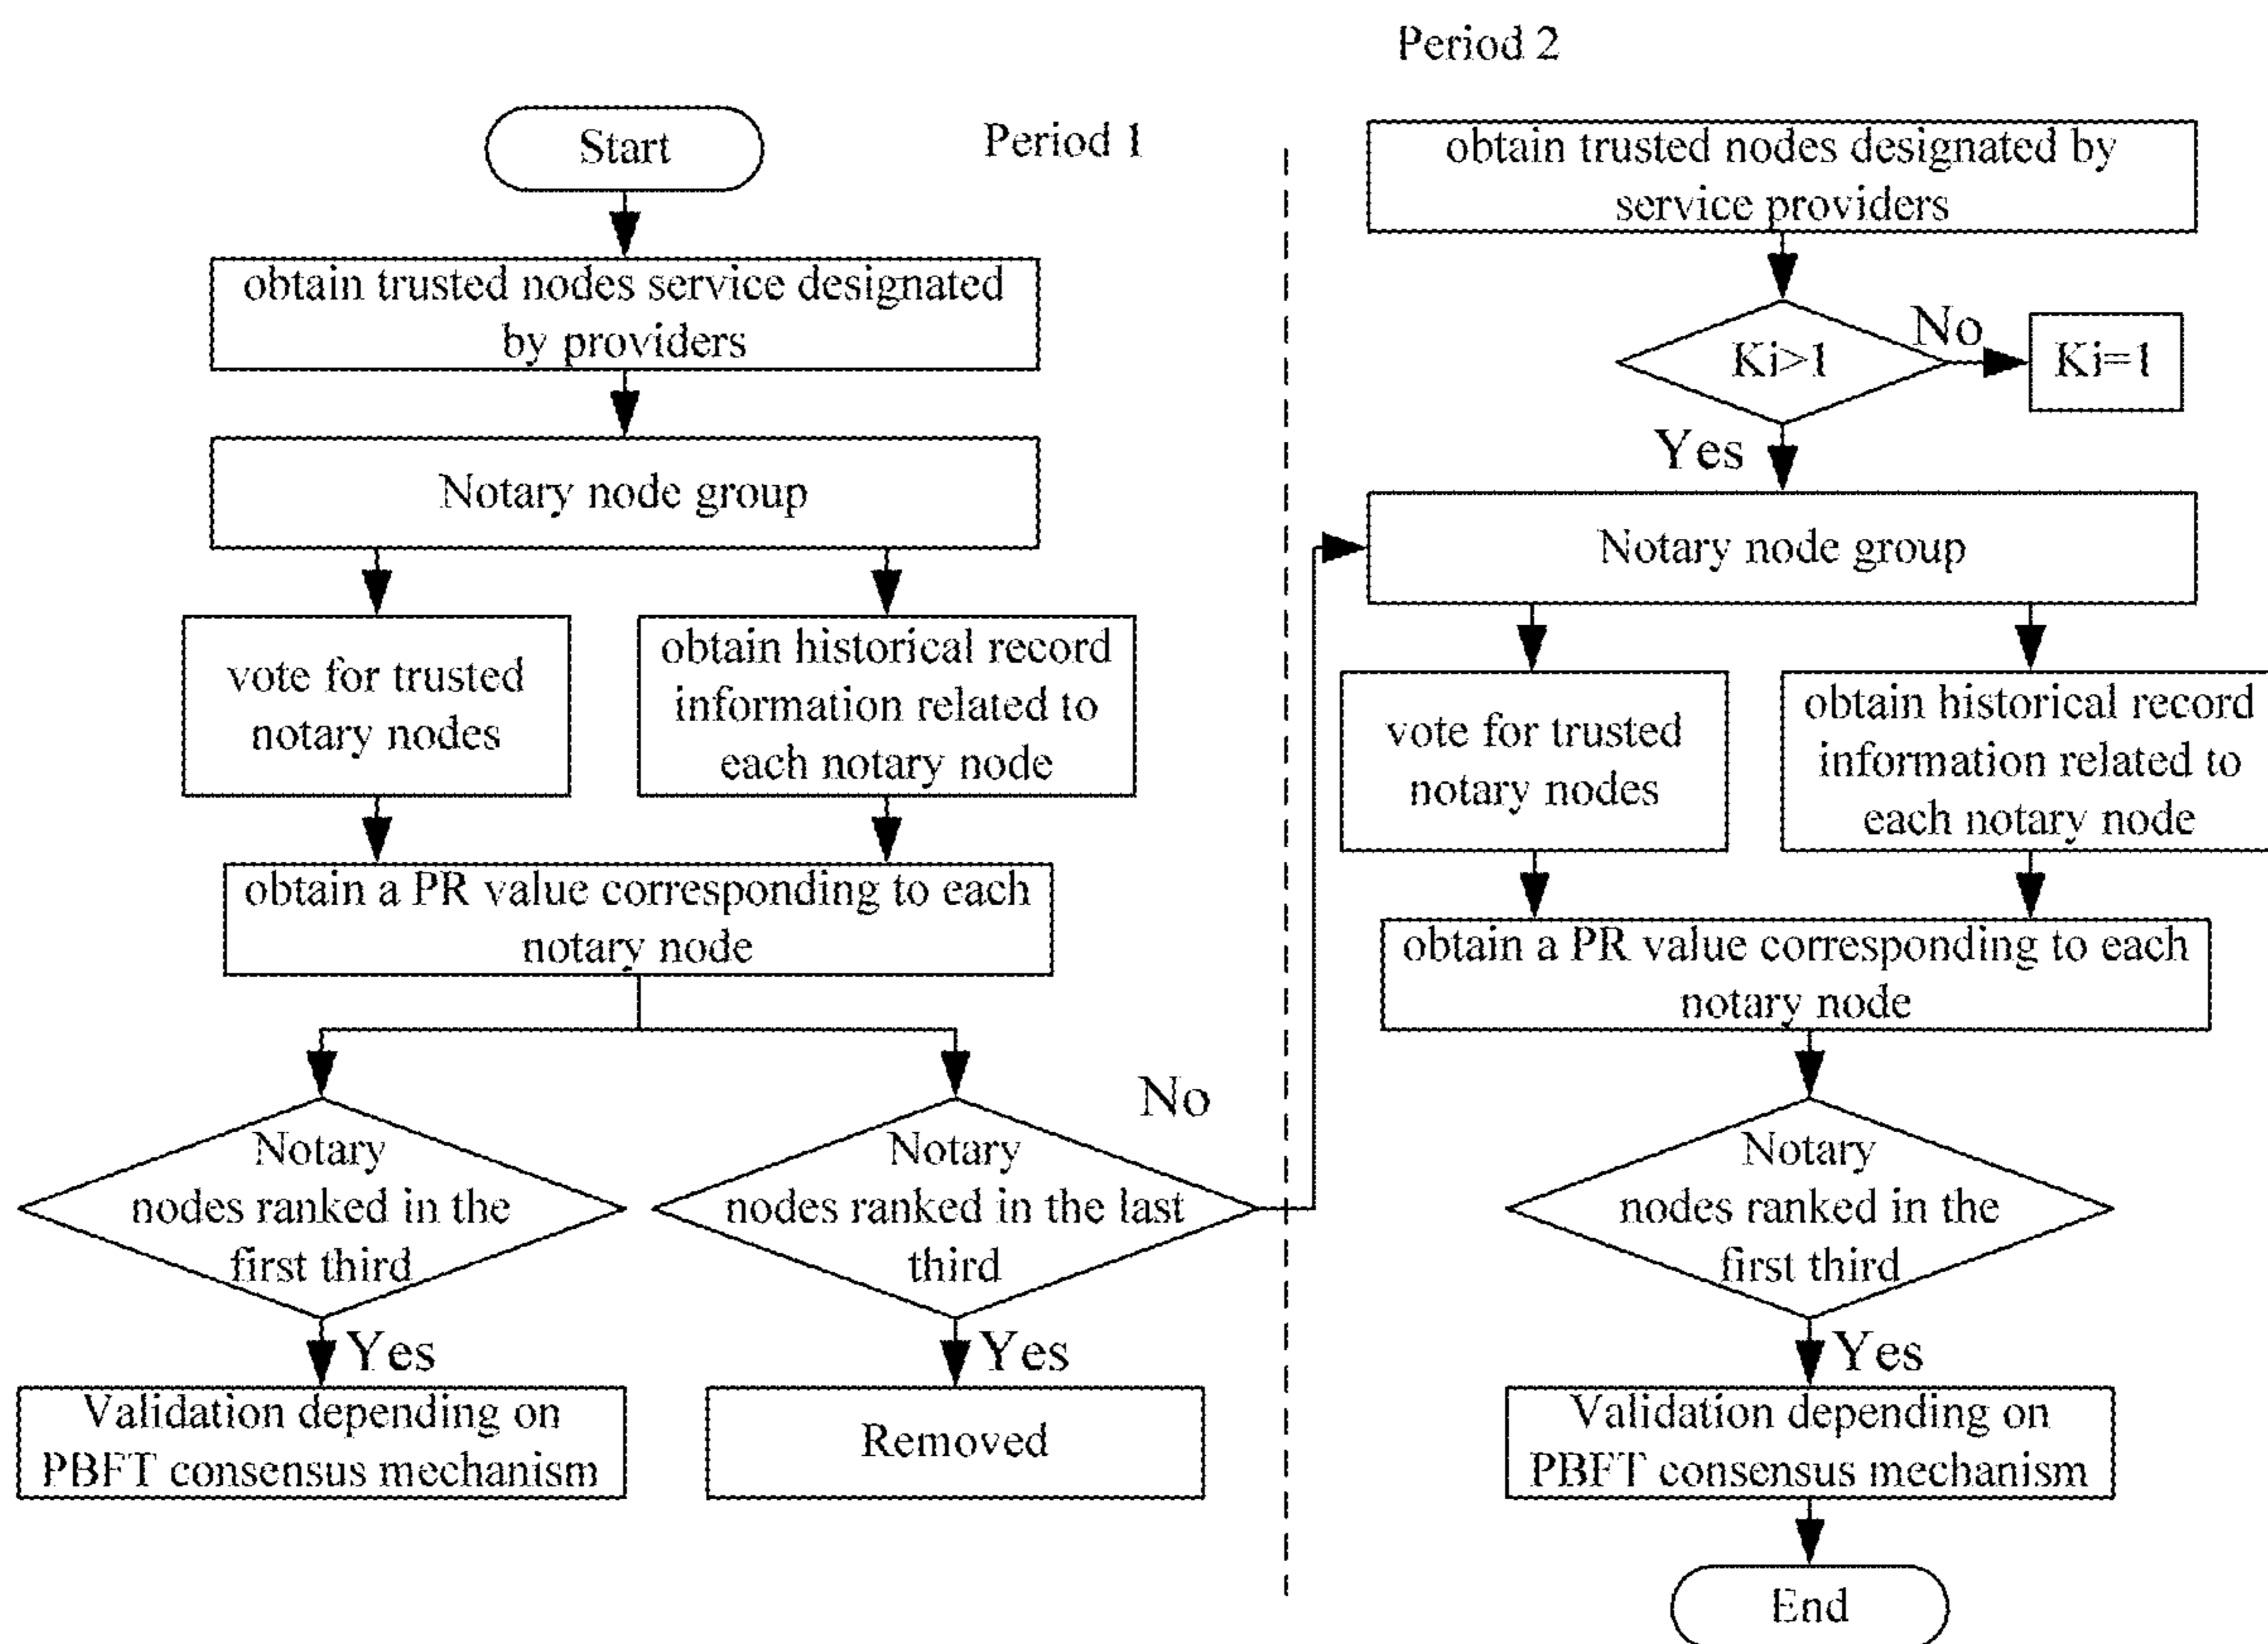 Period 1
Start
obtain trusted nodes service designated
by providers
Notary node group
vote for trusted
notary nodes
obtain historical record
information related to
each notary node
obtain a PR value corresponding to each
notary node
Notary
nodes ranked in the
first third
Yes
Validation depending on
PBFT consensus mechanism
Notary
nodes ranked in the last
third
No
Yes
Removed
Period 2
obtain trusted nodes designated by
service providers
Ki>1
No
Ki=1
Yes
Notary node group
vote for trusted
notary nodes
obtain historical record
information related to
each notary node
obtain a PR value corresponding to each
notary node
Notary
nodes ranked in the
first third
Yes
Validation depending on
PBFT consensus mechanism
End